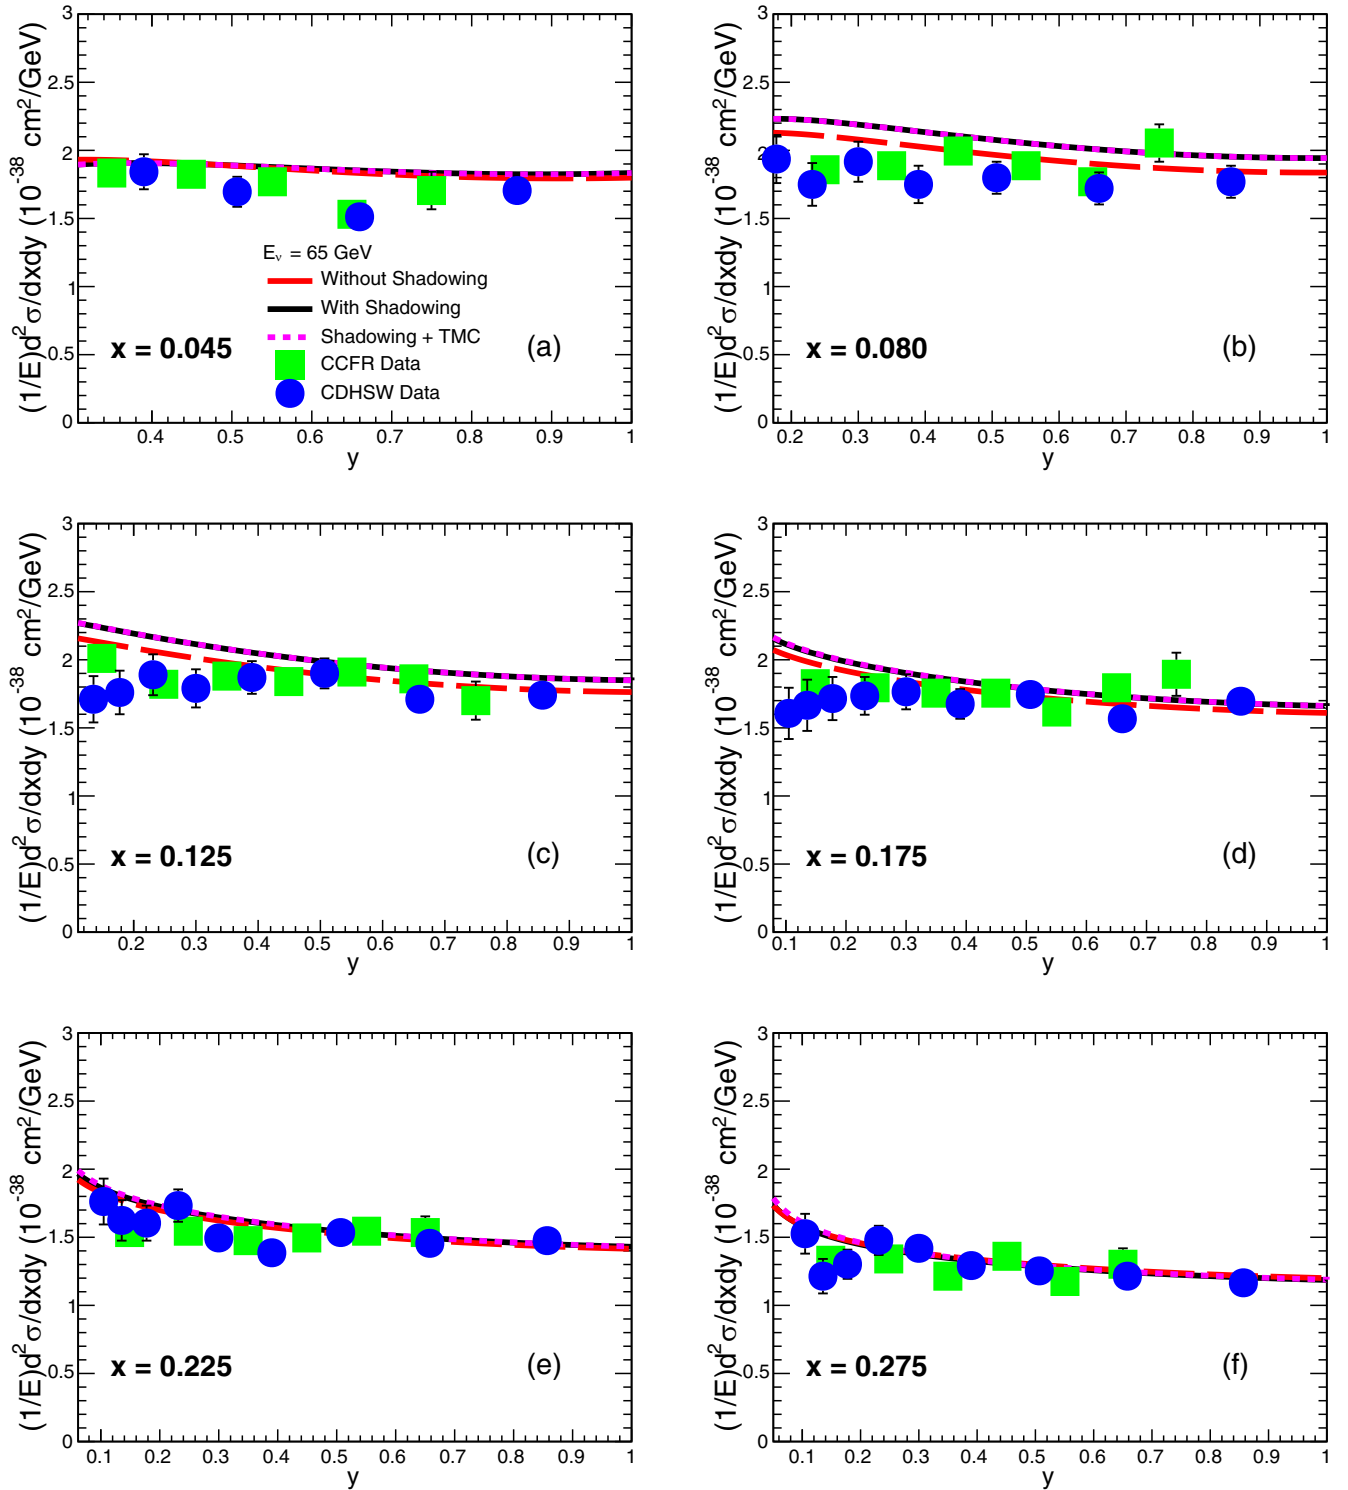 (1/E)d²σ/dxdy (10⁻³⁸ cm²/GeV)
3
2.5
2
1.5
1
0.5
0
E_ν = 65 GeV
Without Shadowing
With Shadowing
Shadowing + TMC
CCFR Data
CDHSW Data
x = 0.045
(a)
0.4 0.5 0.6 0.7 0.8 0.9 1
y
(1/E)d²σ/dxdy (10⁻³⁸ cm²/GeV)
3
2.5
2
1.5
1
0.5
0
x = 0.080
(b)
0.2 0.3 0.4 0.5 0.6 0.7 0.8 0.9 1
y
(1/E)d²σ/dxdy (10⁻³⁸ cm²/GeV)
3
2.5
2
1.5
1
0.5
0
x = 0.125
(c)
0.2 0.3 0.4 0.5 0.6 0.7 0.8 0.9 1
y
(1/E)d²σ/dxdy (10⁻³⁸ cm²/GeV)
3
2.5
2
1.5
1
0.5
0
x = 0.175
(d)
0.1 0.2 0.3 0.4 0.5 0.6 0.7 0.8 0.9 1
y
(1/E)d²σ/dxdy (10⁻³⁸ cm²/GeV)
3
2.5
2
1.5
1
0.5
0
x = 0.225
(e)
0.1 0.2 0.3 0.4 0.5 0.6 0.7 0.8 0.9 1
y
(1/E)d²σ/dxdy (10⁻³⁸ cm²/GeV)
3
2.5
2
1.5
1
0.5
0
x = 0.275
(f)
0.1 0.2 0.3 0.4 0.5 0.6 0.7 0.8 0.9 1
y